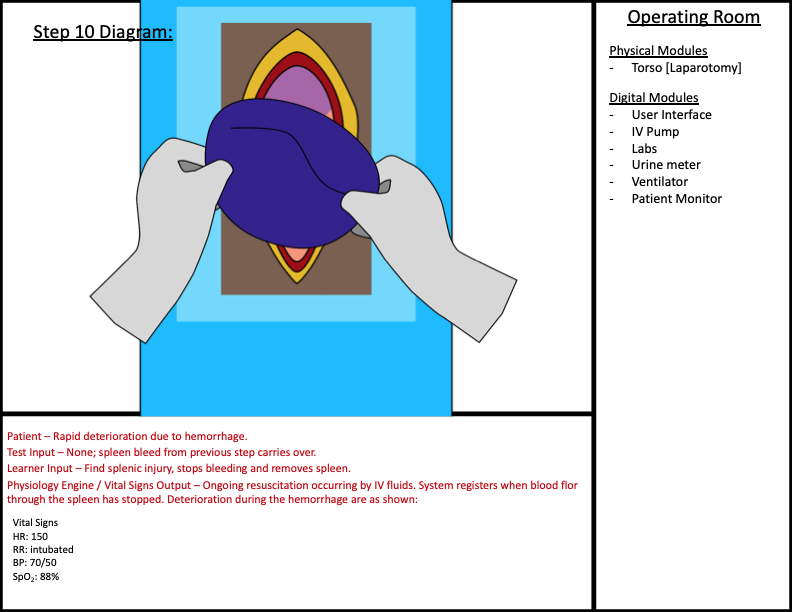 Step 10 Diagram:
Operating Room
Physical Modules
- Torso [Laparotomy]
Digital Modules
- User Interface
- IV Pump
- Labs
- Urine meter
- Ventilator
- Patient Monitor
Patient – Rapid deterioration due to hemorrhage.
Test Input – None; spleen bleed from previous step carries over.
Learner Input – Find splenic injury, stops bleeding and removes spleen.
Physiology Engine / Vital Signs Output – Ongoing resuscitation occurring by IV fluids. System registers when blood flor
through the spleen has stopped. Deterioration during the hemorrhage are as shown:
Vital Signs
HR: 150
RR: intubated
BP: 70/50
SpO₂: 88%